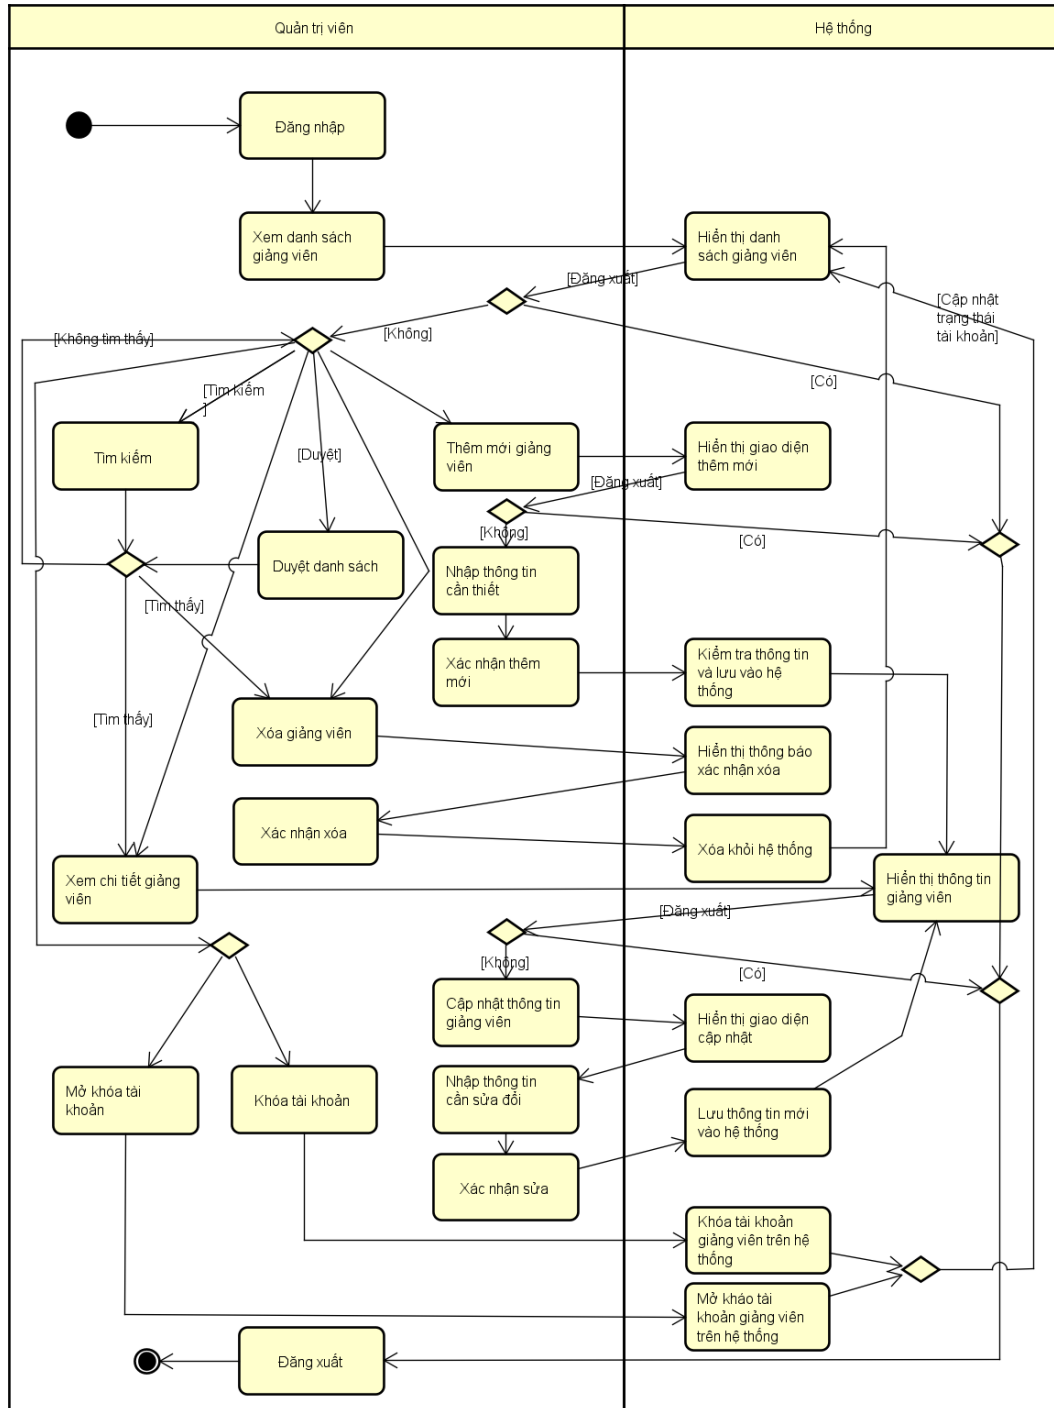 Quản trị viên
Hệ thống
Đăng nhập
Xem danh sách
giảng viên
Hiển thị danh
sách giảng viên
[Đăng xuất]
[Cập nhật
trạng thái
tài khoản]
[Không tìm thấy]
[Không]
[Có]
[Tìm kiếm
]
Tìm kiếm
[Duyệt]
Thêm mới giảng
viên
Hiển thị giao diện
thêm mới
[Đăng xuất]
[Không]
[Có]
Duyệt danh sách
Nhập thông tin
cần thiết
[Tìm thấy]
Xác nhận thêm
mới
Kiểm tra thông tin
và lưu vào hệ
thống
[Tìm thấy]
Xóa giảng viên
Hiển thị thông báo
xác nhận xóa
Xác nhận xóa
Xóa khỏi hệ thống
Xem chi tiết giảng
viên
Hiển thị thông tin
giảng viên
[Đăng xuất]
[Không]
[Có]
Cập nhật thông tin
giảng viên
Hiển thị giao diện
cập nhật
Mở khóa tài
khoản
Khóa tài khoản
Nhập thông tin
cần sửa đổi
Lưu thông tin mới
vào hệ thống
Xác nhận sửa
Khóa tài khoản
giảng viên trên hệ
thống
Mở kháo tài
khoản giảng viên
trên hệ thống
Đăng xuất